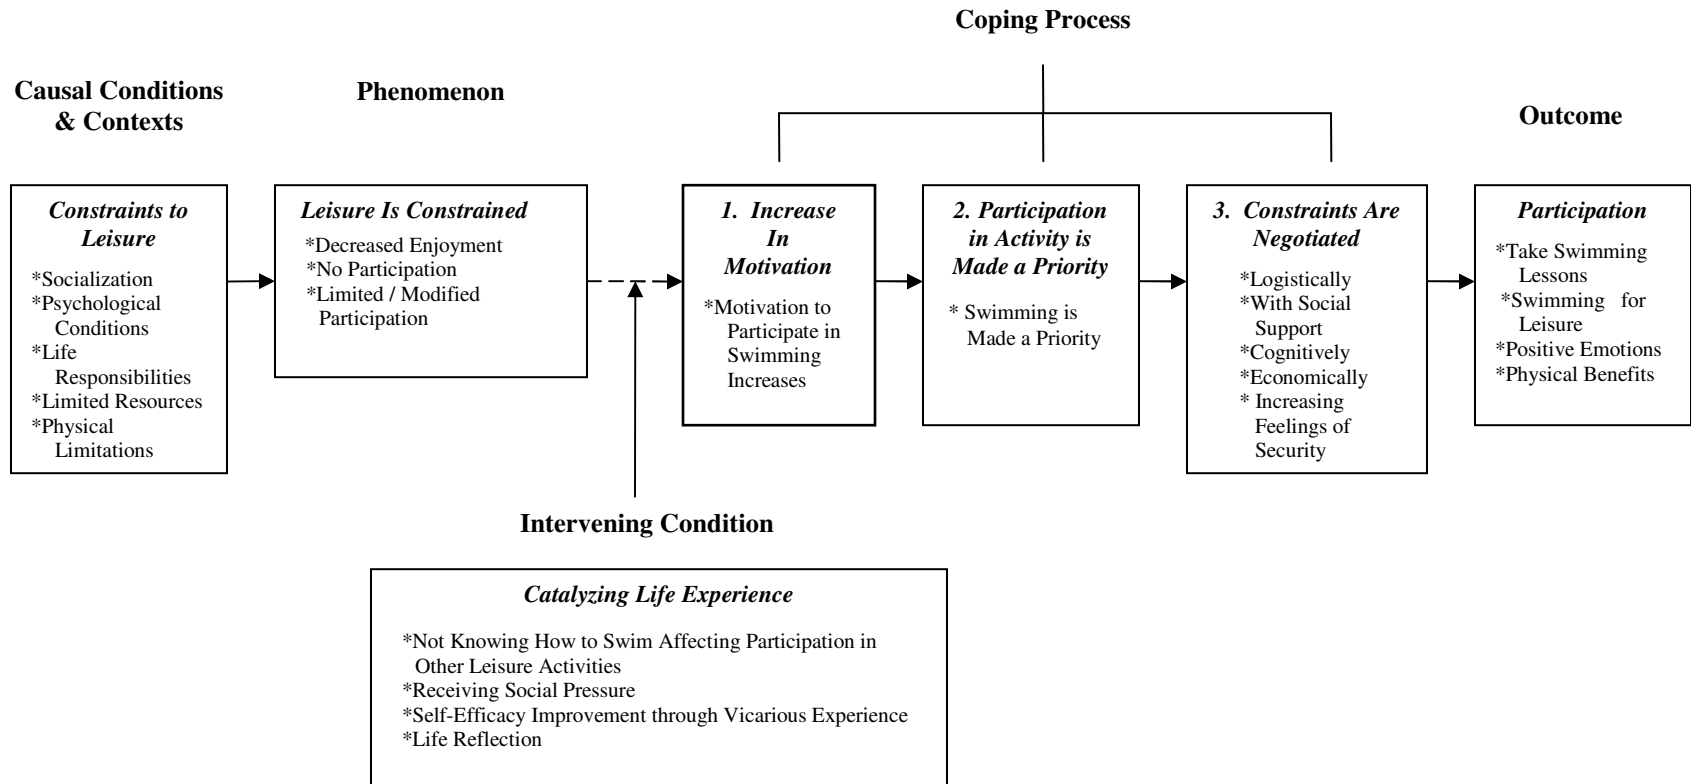 Coping Process
Causal Conditions
& Contexts
Phenomenon
Outcome
Constraints to
Leisure
*Socialization
*Psychological
Conditions
*Life
Responsibilities
*Limited Resources
*Physical
Limitations
Leisure Is Constrained
*Decreased Enjoyment
*No Participation
*Limited / Modified
Participation
1. Increase
In
Motivation
*Motivation to
Participate in
Swimming
Increases
2. Participation
in Activity is
Made a Priority
* Swimming is
Made a Priority
3. Constraints Are
Negotiated
*Logistically
*With Social
Support
*Cognitively
*Economically
* Increasing
Feelings of
Security
Participation
*Take Swimming
Lessons
*Swimming for
Leisure
*Positive Emotions
*Physical Benefits
Intervening Condition
Catalyzing Life Experience
*Not Knowing How to Swim Affecting Participation in
Other Leisure Activities
*Receiving Social Pressure
*Self-Efficacy Improvement through Vicarious Experience
*Life Reflection